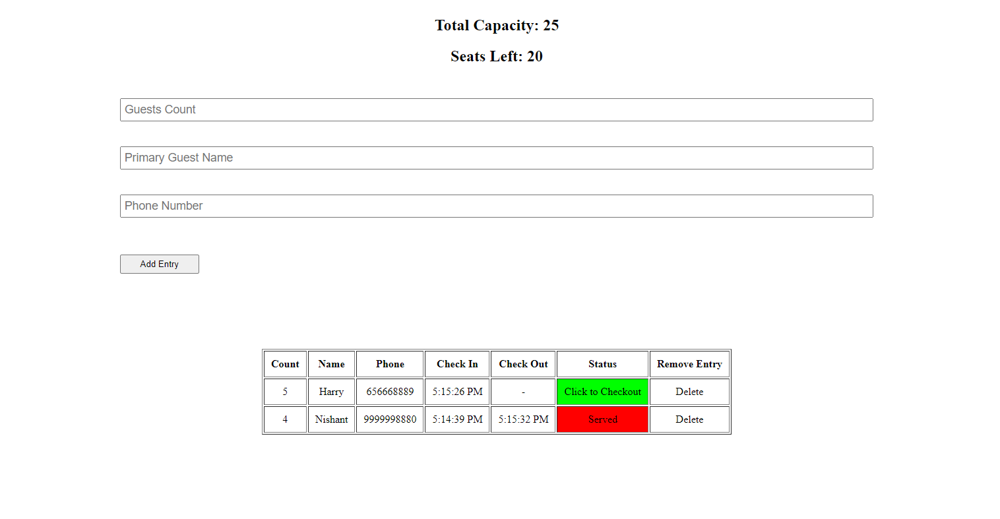 Total Capacity: 25
Seats Left: 20
Guests Count
Primary Guest Name
Phone Number
Add Entry
Count Name Phone Check In Check Out Status Remove Entry
5 Harry 656668889 5:15:26 PM - Click to Checkout Delete
4 Nishant 9999998880 5:14:39 PM 5:15:32 PM Served Delete